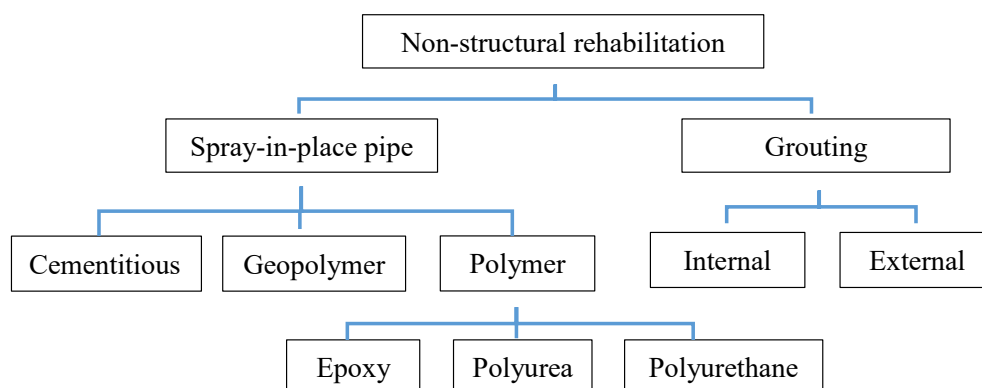 Non-structural rehabilitation
Spray-in-place pipe
Grouting
Cementitious
Geopolymer
Polymer
Internal
External
Epoxy
Polyurea
Polyurethane